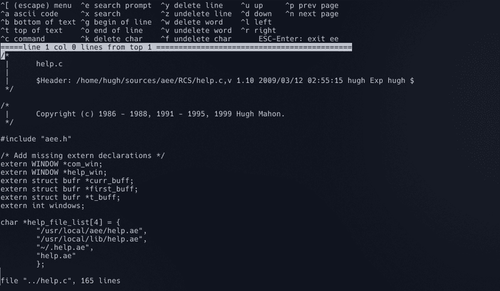 ^[ (escape) menu  ^e search prompt  ^y delete line    ^u up     ^p prev page
^a ascii code     ^x search         ^z undelete line  ^d down   ^n next page
^b bottom of text ^g begin of line  ^w delete word    ^l left
^t top of text    ^o end of line    ^v undelete word  ^r right
^c command        ^k delete char    ^f undelete char      ESC-Enter: exit ee
=====line 1 col 0 lines from top 1 ============================================
/*
 |      help.c
 |
 |      $Header: /home/hugh/sources/aee/RCS/help.c,v 1.10 2009/03/12 02:55:15 hugh Exp hugh $
 */

/*
 |      Copyright (c) 1986 - 1988, 1991 - 1995, 1999 Hugh Mahon.
 */

#include "aee.h"

/* Add missing extern declarations */
extern WINDOW *com_win;
extern WINDOW *help_win;
extern struct bufr *curr_buff;
extern struct bufr *first_buff;
extern struct bufr *t_buff;
extern int windows;

char *help_file_list[4] = {
        "/usr/local/aee/help.ae",
        "/usr/local/lib/help.ae",
        "~/.help.ae",
        "help.ae"
        };

file "../help.c", 165 lines